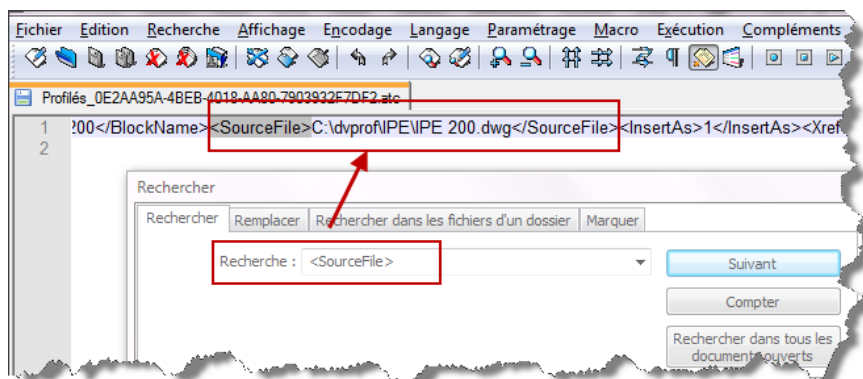 Fichier Edition Recherche Affichage Encodage Langage Paramétrage Macro Exécution Compléments
Profilés_0E2AA95A-4BEB-4018-AA80-7903932F7DF2.atc
1 200</BlockName><SourceFile>C:\dvprof\IPE\IPE 200.dwg</SourceFile><InsertAs>1</InsertAs><Xref
2
Rechercher
Rechercher Remplacer Rechercher dans les fichiers d'un dossier Marquer
Recherche : <SourceFile>
Suivant
Compter
Rechercher dans tous les
documents ouverts